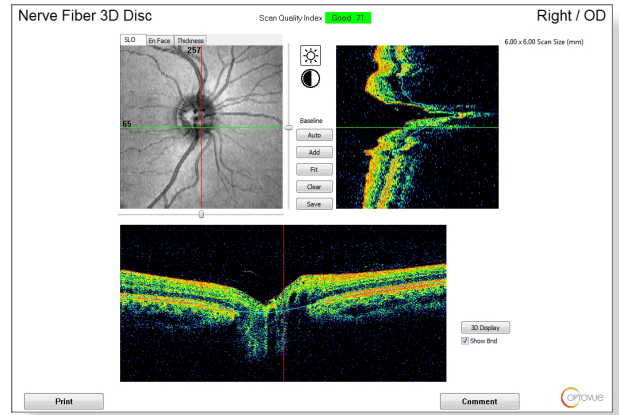 Nerve Fiber 3D Disc
Scan Quality Index Good 71
Right / OD
SLO En Face Thickness
6.00 x 6.00 Scan Size (mm)
-257
65
Baseline
Auto
Add
Fit
Clear
Save
3D Display
Show Bnd
Print
Comment
OPTOVUE